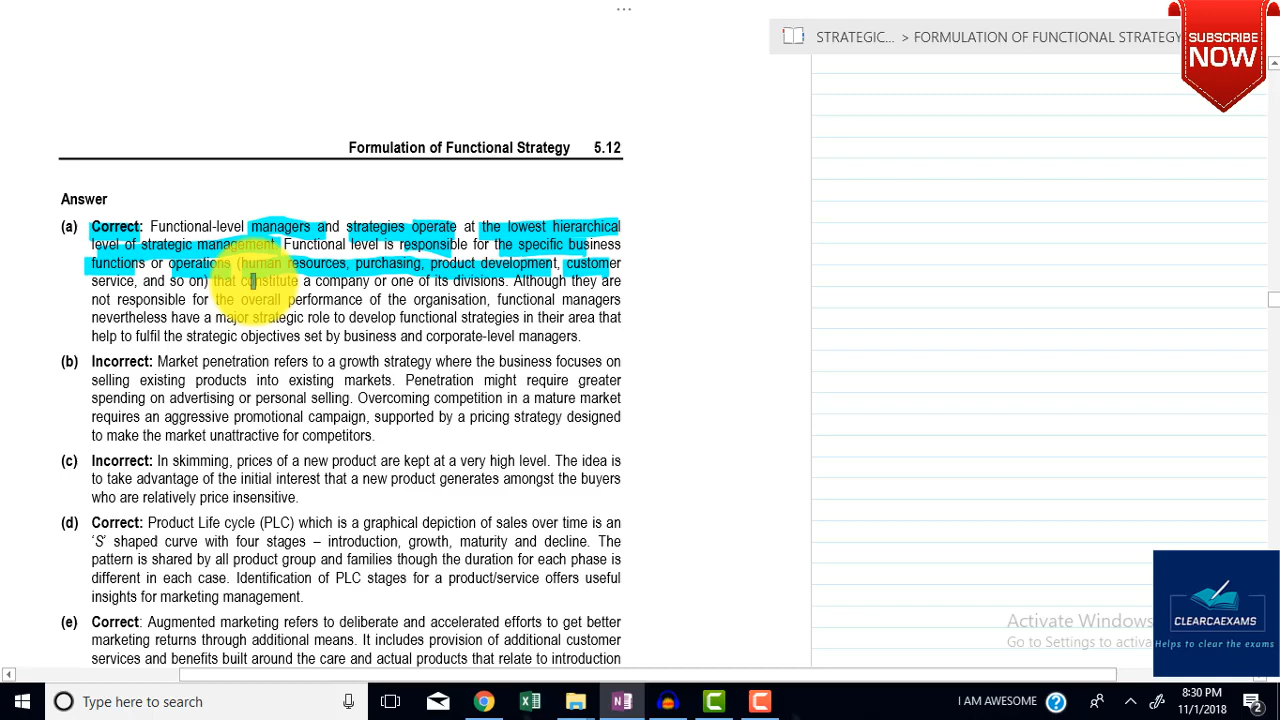 STRATEGIC... > FORMULATION OF FUNCTIONAL STRATEGY
SUBSCRIBE
NOW
Formulation of Functional Strategy 5.12
Answer
(a) Correct: Functional-level managers and strategies operate at the lowest hierarchical
level of strategic management. Functional level is responsible for the specific business
functions or operations (human resources, purchasing, product development, customer
service, and so on) that constitute a company or one of its divisions. Although they are
not responsible for the overall performance of the organisation, functional managers
nevertheless have a major strategic role to develop functional strategies in their area that
help to fulfil the strategic objectives set by business and corporate-level managers.
(b) Incorrect: Market penetration refers to a growth strategy where the business focuses on
selling existing products into existing markets. Penetration might require greater
spending on advertising or personal selling. Overcoming competition in a mature market
requires an aggressive promotional campaign, supported by a pricing strategy designed
to make the market unattractive for competitors.
(c) Incorrect: In skimming, prices of a new product are kept at a very high level. The idea is
to take advantage of the initial interest that a new product generates amongst the buyers
who are relatively price insensitive.
(d) Correct: Product Life cycle (PLC) which is a graphical depiction of sales over time is an
‘S’ shaped curve with four stages – introduction, growth, maturity and decline. The
pattern is shared by all product group and families though the duration for each phase is
different in each case. Identification of PLC stages for a product/service offers useful
insights for marketing management.
(e) Correct: Augmented marketing refers to deliberate and accelerated efforts to get better
marketing returns through additional means. It includes provision of additional customer
services and benefits built around the care and actual products that relate to introduction
Activate Windows
Go to Settings to activa
CLEARCAEXAMS
Helps to clear the exams
Type here to search
I AM AWESOME
8:30 PM
11/1/2018
2